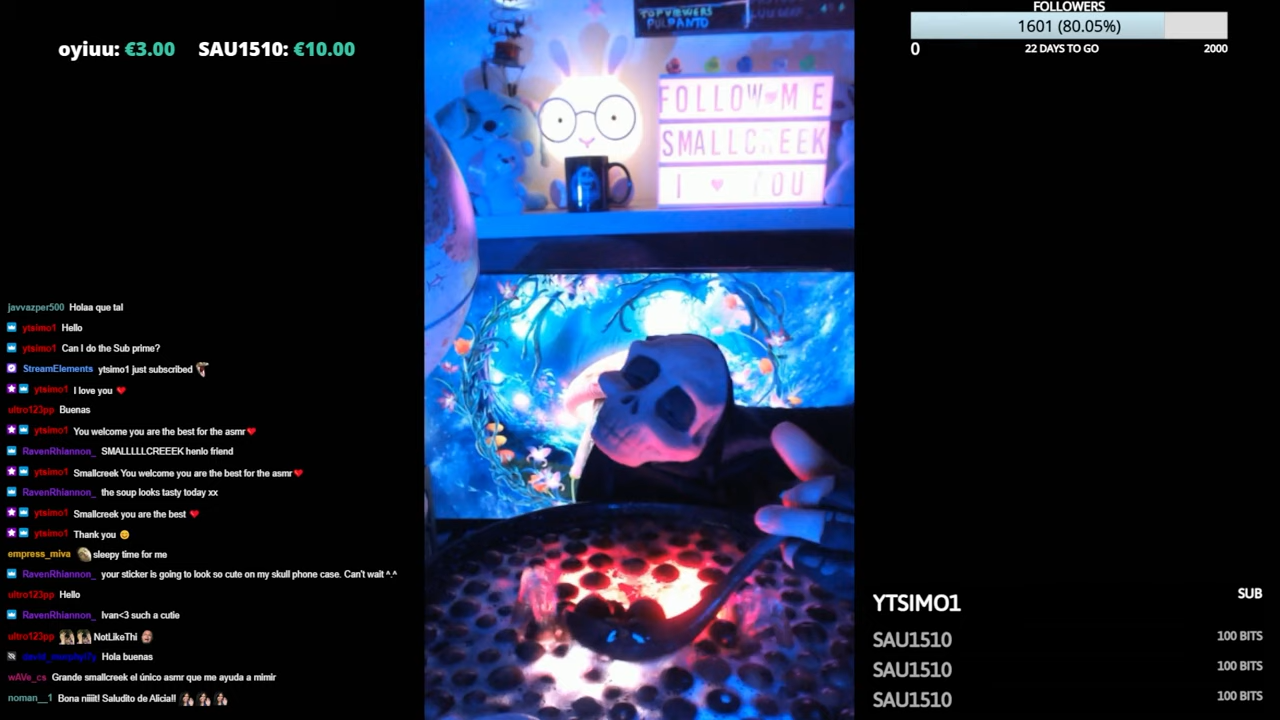 oyiuu: €3.00 SAU1510: €10.00
TOPVIEWERS
PULPANTO
FOLLOW ME
SMALLCREEK
I ♥ YOU
FOLLOWERS
1601 (80.05%)
0 22 DAYS TO GO 2000
javvazper500 Holaa que tal
ytsimo1 Hello
ytsimo1 Can I do the Sub prime?
StreamElements ytsimo1 just subscribed
ytsimo1 I love you ❤
ultro123pp Buenas
ytsimo1 You welcome you are the best for the asmr❤
RavenRhiannon_ SMALLLLLCREEEK henlo friend
ytsimo1 Smallcreek You welcome you are the best for the asmr❤
RavenRhiannon_ the soup looks tasty today xx
ytsimo1 Smallcreek you are the best ❤
ytsimo1 Thank you 😊
empress_miva sleepy time for me
RavenRhiannon_ your sticker is going to look so cute on my skull phone case. Can't wait ^.^
ultro123pp Hello
RavenRhiannon_ Ivan<3 such a cutie
ultro123pp NotLikeThi
Hola buenas
wAVe_cs Grande smallcreek el único asmr que me ayuda a mimir
noman__1 Bona niiiit! Saludito de Alicia!!
YTSIMO1 SUB
SAU1510 100 BITS
SAU1510 100 BITS
SAU1510 100 BITS